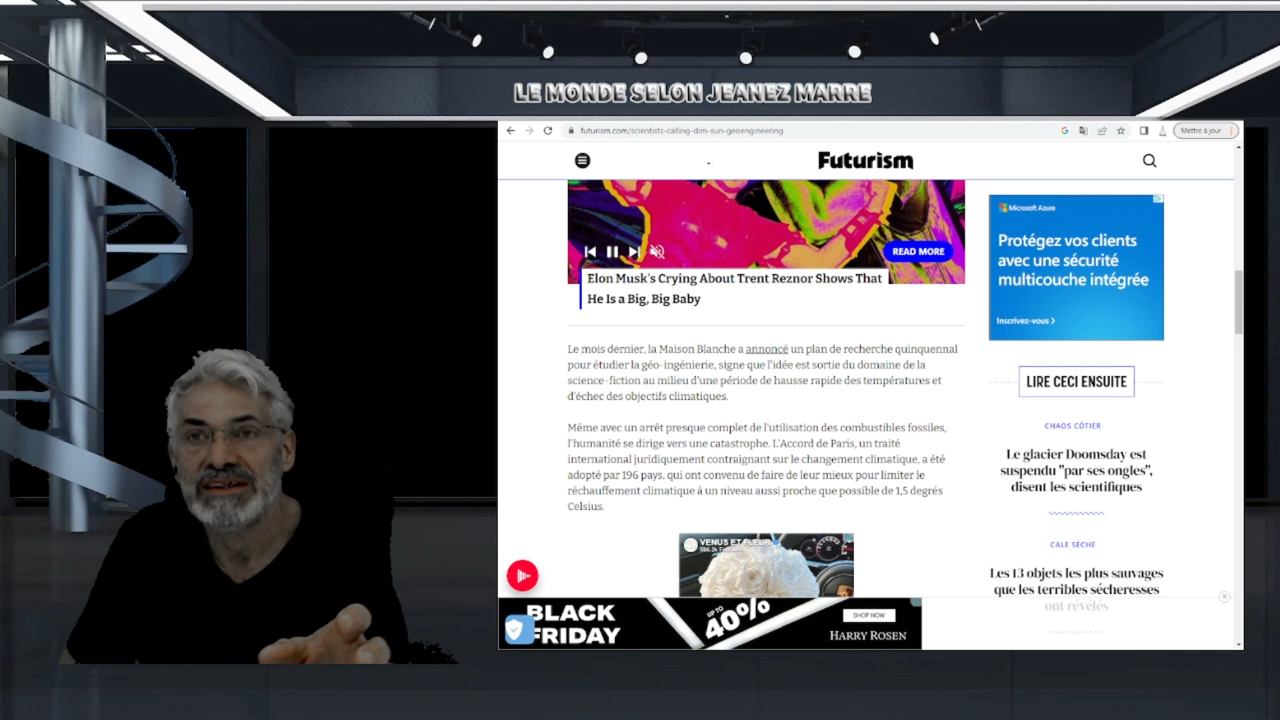 LE MONDE SELON JEANEZ MARRE
futurism.com/scientists-calling-dim-sun-geoengineering
Mettre à jour
Futurism
READ MORE
Elon Musk's Crying About Trent Reznor Shows That
He Is a Big, Big Baby
Le mois dernier, la Maison Blanche a annoncé un plan de recherche quinquennal
pour étudier la géo-ingénierie, signe que l'idée est sortie du domaine de la
science-fiction au milieu d'une période de hausse rapide des températures et
d'échec des objectifs climatiques.
Même avec un arrêt presque complet de l'utilisation des combustibles fossiles,
l'humanité se dirige vers une catastrophe. L'Accord de Paris, un traité
international juridiquement contraignant sur le changement climatique, a été
adopté par 196 pays, qui ont convenu de faire de leur mieux pour limiter le
réchauffement climatique à un niveau aussi proche que possible de 1,5 degrés
Celsius.
VENUS ET FLEUR
Microsoft Azure
Protégez vos clients
avec une sécurité
multicouche intégrée
Inscrivez-vous >
LIRE CECI ENSUITE
CHAOS CÔTIER
Le glacier Doomsday est
suspendu "par ses ongles",
disent les scientifiques
CALE SÈCHE
Les 13 objets les plus sauvages
que les terribles sécheresses
ont révélés
BLACK
FRIDAY
UP TO
40%
SHOP NOW
HARRY ROSEN